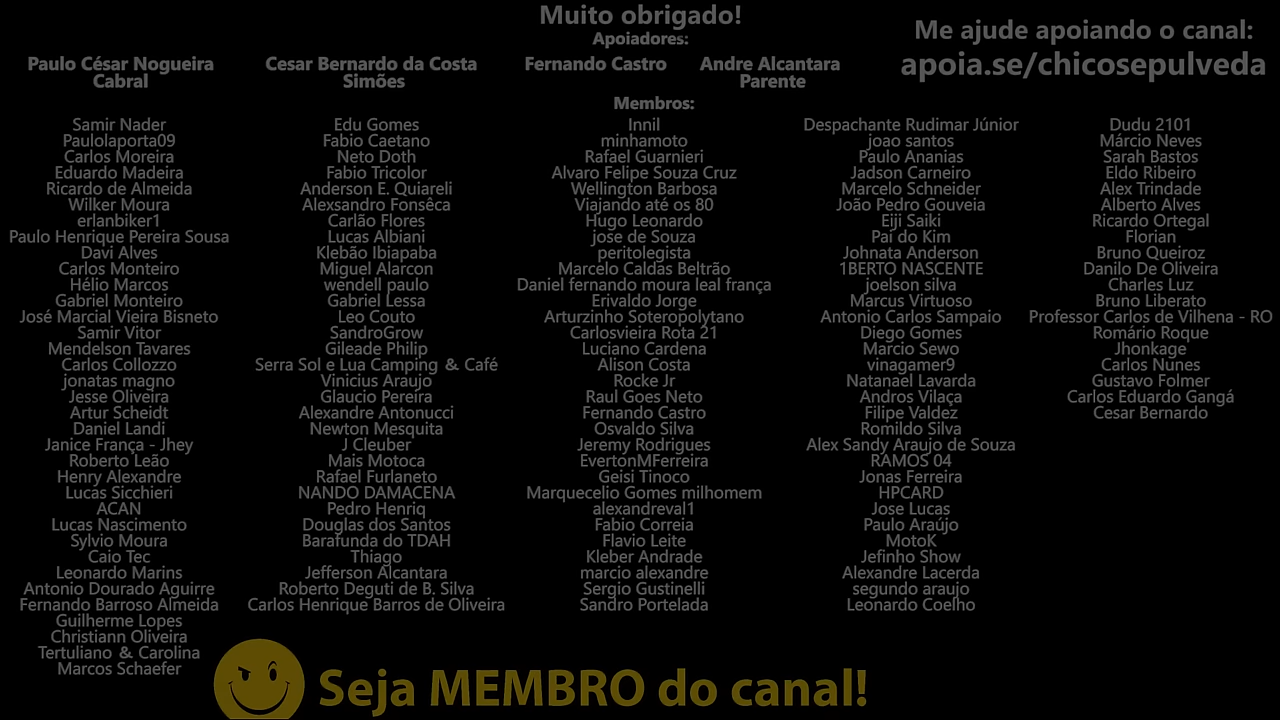 Muito obrigado!
Apoiadores:
Me ajude apoiando o canal:
apoia.se/chicosepulveda
Paulo César Nogueira
Cabral
Cesar Bernardo da Costa
Simões
Fernando Castro
Andre Alcantara
Parente
Membros:
Samir Nader
Paulolaporta09
Carlos Moreira
Eduardo Madeira
Ricardo de Almeida
Wilker Moura
erlanbiker1
Paulo Henrique Pereira Sousa
Davi Alves
Carlos Monteiro
Hélio Marcos
Gabriel Monteiro
José Marcial Vieira Bisneto
Samir Vitor
Mendelson Tavares
Carlos Collozzo
jonatas magno
Jesse Oliveira
Artur Scheidt
Daniel Landi
Janice França - Jhey
Roberto Leão
Henry Alexandre
Lucas Sicchieri
ACAN
Lucas Nascimento
Sylvio Moura
Caio Tec
Leonardo Marins
Antonio Dourado Aguirre
Fernando Barroso Almeida
Guilherme Lopes
Christiann Oliveira
Tertuliano & Carolina
Marcos Schaefer
Edu Gomes
Fabio Caetano
Neto Doth
Fabio Tricolor
Anderson E. Quiareli
Alexsandro Fonsêca
Carlão Flores
Lucas Albiani
Klebão Ibiapaba
Miguel Alarcon
wendell paulo
Gabriel Lessa
Leo Couto
SandroGrow
Gileade Philip
Serra Sol e Lua Camping & Café
Vinicius Araujo
Glaucio Pereira
Alexandre Antonucci
Newton Mesquita
J Cleuber
Mais Motoca
Rafael Furlaneto
NANDO DAMACENA
Pedro Henriq
Douglas dos Santos
Barafunda do TDAH
Thiago
Jefferson Alcantara
Roberto Deguti de B. Silva
Carlos Henrique Barros de Oliveira
Innil
minhamoto
Rafael Guarnieri
Alvaro Felipe Souza Cruz
Wellington Barbosa
Viajando até os 80
Hugo Leonardo
jose de Souza
peritolegista
Marcelo Caldas Beltrão
Daniel fernando moura leal frança
Erivaldo Jorge
Arturzinho Soteropolytano
Carlosvieira Rota 21
Luciano Cardena
Alison Costa
Rocke Jr
Raul Goes Neto
Fernando Castro
Osvaldo Silva
Jeremy Rodrigues
EvertonMFerreira
Geisi Tinoco
Marquecelio Gomes milhomem
alexandreval1
Fabio Correia
Flavio Leite
Kleber Andrade
marcio alexandre
Sergio Gustinelli
Sandro Portelada
Despachante Rudimar Júnior
joao santos
Paulo Ananias
Jadson Carneiro
Marcelo Schneider
João Pedro Gouveia
Eiji Saiki
Pai do Kim
Johnata Anderson
1BERTO NASCENTE
joelson silva
Marcus Virtuoso
Antonio Carlos Sampaio
Diego Gomes
Marcio Sewo
vinagamer9
Natanael Lavarda
Andros Vilaça
Filipe Valdez
Romildo Silva
Alex Sandy Araujo de Souza
RAMOS 04
Jonas Ferreira
HPCARD
Jose Lucas
Paulo Araújo
MotoK
Jefinho Show
Alexandre Lacerda
segundo araujo
Leonardo Coelho
Dudu 2101
Márcio Neves
Sarah Bastos
Eldo Ribeiro
Alex Trindade
Alberto Alves
Ricardo Ortegal
Florian
Bruno Queiroz
Danilo De Oliveira
Charles Luz
Bruno Liberato
Professor Carlos de Vilhena - RO
Romário Roque
Jhonkage
Carlos Nunes
Gustavo Folmer
Carlos Eduardo Gangá
Cesar Bernardo
Seja MEMBRO do canal!